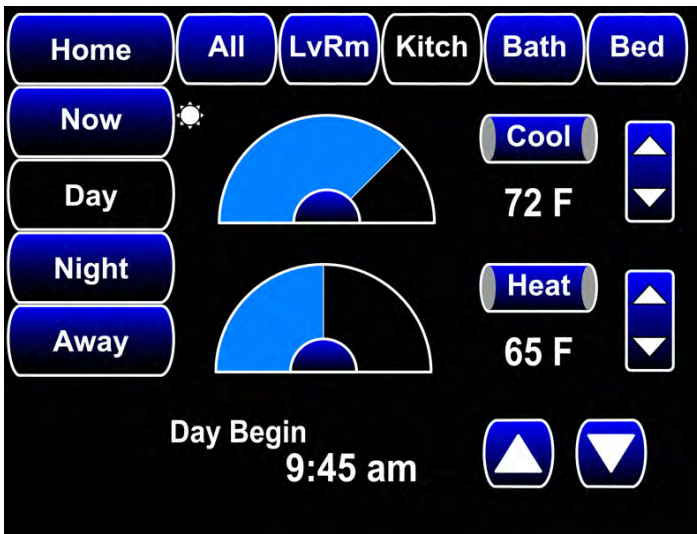 Home All LvRm Kitch Bath Bed
Now
Day
Night
Away
Cool
72 F
Heat
65 F
Day Begin
9:45 am